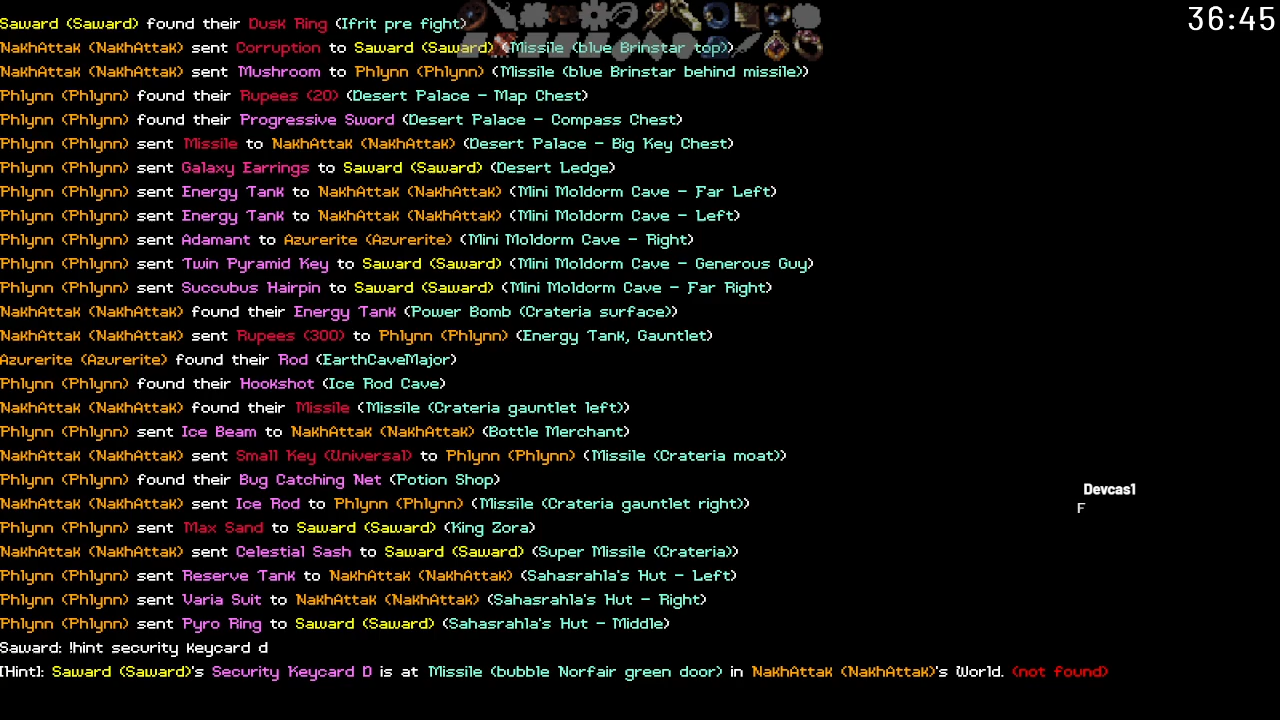 36:45
Saward (Saward) found their Dusk Ring (Ifrit pre fight)
NakhAttak (NakhAttak) sent Corruption to Saward (Saward) (Missile (blue Brinstar top))
NakhAttak (NakhAttak) sent Mushroom to Phlynn (Phlynn) (Missile (blue Brinstar behind missile))
Phlynn (Phlynn) found their Rupees (20) (Desert Palace - Map Chest)
Phlynn (Phlynn) found their Progressive Sword (Desert Palace - Compass Chest)
Phlynn (Phlynn) sent Missile to NakhAttak (NakhAttak) (Desert Palace - Big Key Chest)
Phlynn (Phlynn) sent Galaxy Earrings to Saward (Saward) (Desert Ledge)
Phlynn (Phlynn) sent Energy Tank to NakhAttak (NakhAttak) (Mini Moldorm Cave - Far Left)
Phlynn (Phlynn) sent Energy Tank to NakhAttak (NakhAttak) (Mini Moldorm Cave - Left)
Phlynn (Phlynn) sent Adamant to Azurerite (Azurerite) (Mini Moldorm Cave - Right)
Phlynn (Phlynn) sent Twin Pyramid Key to Saward (Saward) (Mini Moldorm Cave - Generous Guy)
Phlynn (Phlynn) sent Succubus Hairpin to Saward (Saward) (Mini Moldorm Cave - Far Right)
NakhAttak (NakhAttak) found their Energy Tank (Power Bomb (Crateria surface))
NakhAttak (NakhAttak) sent Rupees (300) to Phlynn (Phlynn) (Energy Tank, Gauntlet)
Azurerite (Azurerite) found their Rod (EarthCaveMajor)
Phlynn (Phlynn) found their Hookshot (Ice Rod Cave)
NakhAttak (NakhAttak) found their Missile (Missile (Crateria gauntlet left))
Phlynn (Phlynn) sent Ice Beam to NakhAttak (NakhAttak) (Bottle Merchant)
NakhAttak (NakhAttak) sent Small Key (Universal) to Phlynn (Phlynn) (Missile (Crateria moat))
Phlynn (Phlynn) found their Bug Catching Net (Potion Shop)
NakhAttak (NakhAttak) sent Ice Rod to Phlynn (Phlynn) (Missile (Crateria gauntlet right))
Phlynn (Phlynn) sent Max Sand to Saward (Saward) (King Zora)
NakhAttak (NakhAttak) sent Celestial Sash to Saward (Saward) (Super Missile (Crateria))
Phlynn (Phlynn) sent Reserve Tank to NakhAttak (NakhAttak) (Sahasrahla's Hut - Left)
Phlynn (Phlynn) sent Varia Suit to NakhAttak (NakhAttak) (Sahasrahla's Hut - Right)
Phlynn (Phlynn) sent Pyro Ring to Saward (Saward) (Sahasrahla's Hut - Middle)
Saward: !hint security keycard d
[Hint]: Saward (Saward)'s Security Keycard D is at Missile (bubble Norfair green door) in NakhAttak (NakhAttak)'s World. (not found)
Devcas1
F